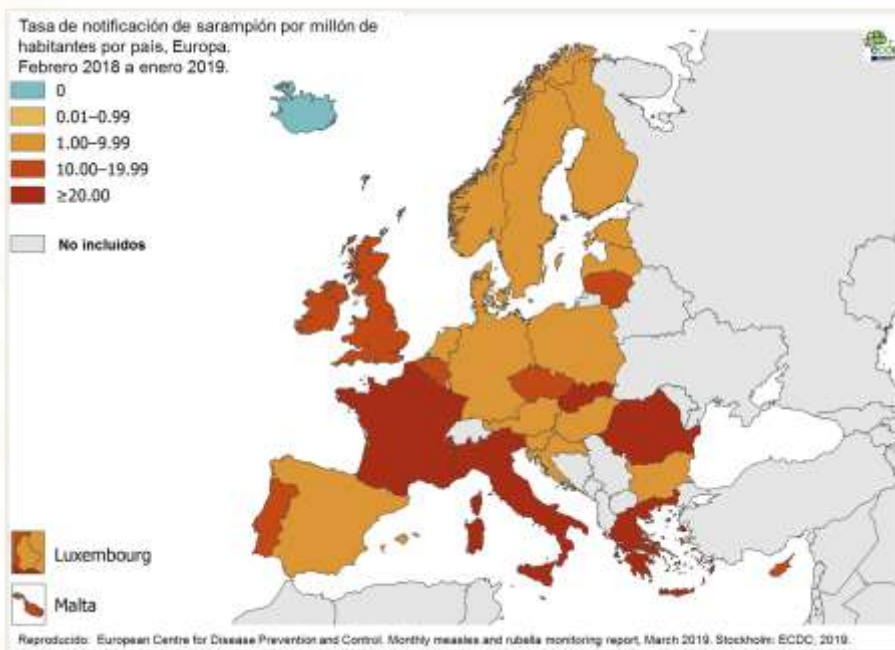 Tasa de notificación de sarampión por millón de
habitantes por país, Europa.
Febrero 2018 a enero 2019.
0
0.01–0.99
1.00–9.99
10.00–19.99
≥20.00
No incluidos
Luxembourg
Malta
Reproducido: European Centre for Disease Prevention and Control. Monthly measles and rubella monitoring report, March 2019. Stockholm: ECDC; 2019.